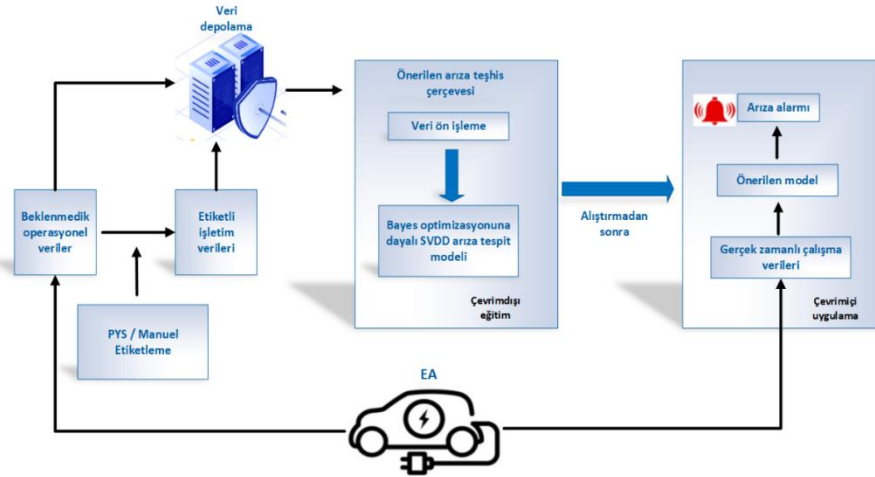 Veri
depolama
Önerilen arıza teşhis
çerçevesi
Veri ön işleme
Bayes optimizasyonuna
dayalı SVDD arıza tespit
modeli
Çevrimdışı
eğitim
Alıştırmadan
sonra
Arıza alarmı
Önerilen model
Gerçek zamanlı çalışma
verileri
Çevrimiçi
uygulama
Beklenmedik
operasyonel
veriler
Etiketli
işletim
verileri
PYS / Manuel
Etiketleme
EA